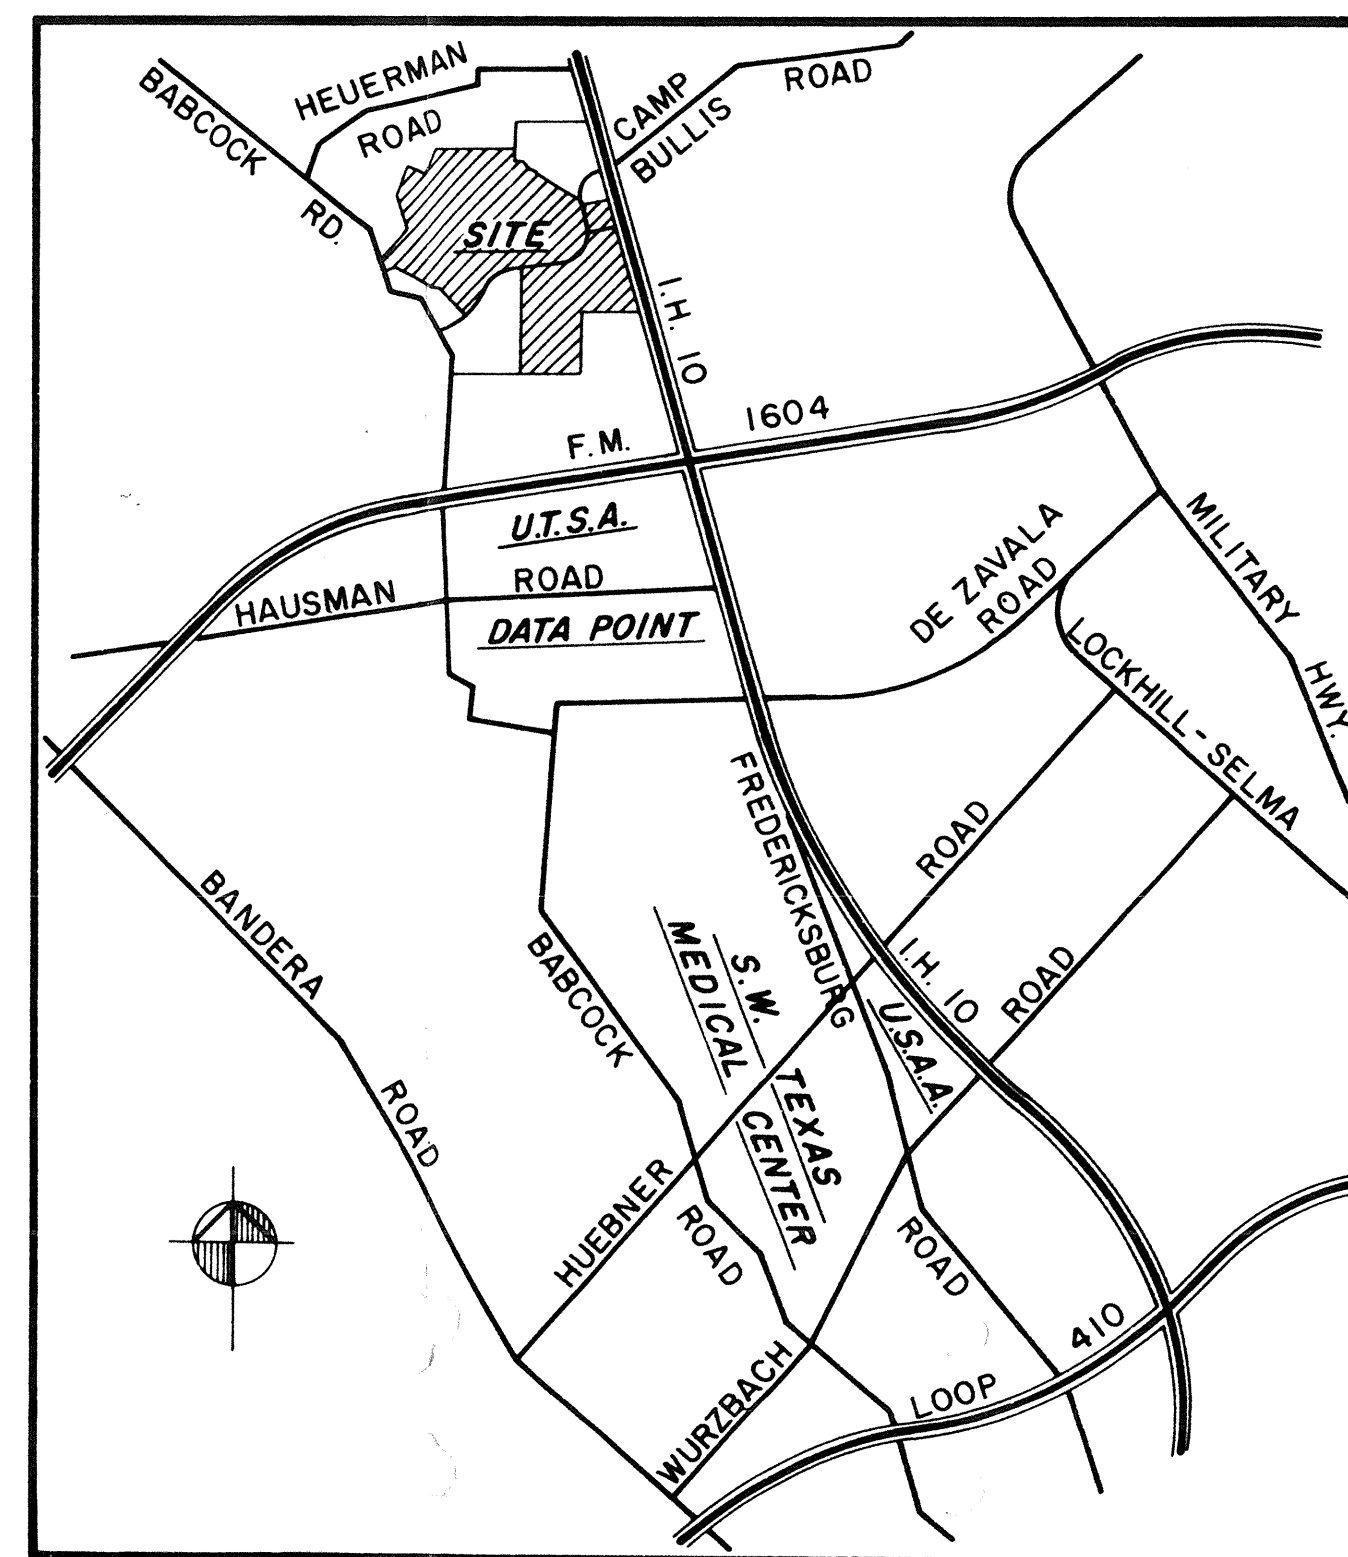 HEUERMAN
ROAD
BABCOCK
RD.
CAMP
BULLIS
ROAD
SITE
I.H. 10
F.M.
1604
U.T.S.A.
HAUSMAN
ROAD
DATA POINT
DE ZAVALA
ROAD
MILITARY
HWY.
LOCKHILL-SELMA
FREDERICKSBURG
ROAD
BANDERA
ROAD
BABCOCK
ROAD
S.W.
MEDICAL
TEXAS
CENTER
I.H. 10
U.S.A.A.
ROAD
HUEBNER
ROAD
WURZBACH
LOOP
410